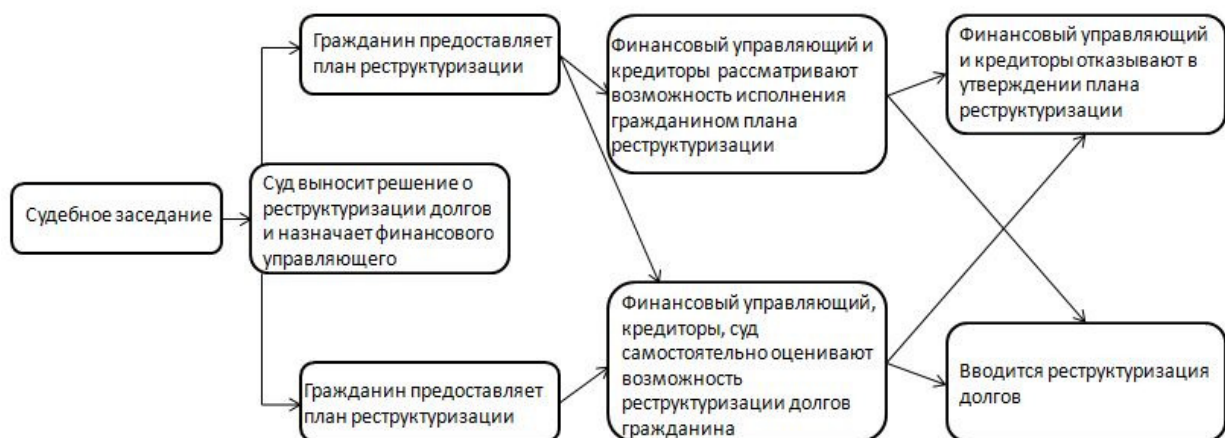 Судебное заседание
Суд выносит решение о
реструктуризации долгов
и назначает финансового
управляющего
Гражданин предоставляет
план реструктуризации
Гражданин предоставляет
план реструктуризации
Финансовый управляющий и
кредиторы рассматривают
возможность исполнения
гражданином плана
реструктуризации
Финансовый управляющий,
кредиторы, суд
самостоятельно оценивают
возможность
реструктуризации долгов
гражданина
Финансовый управляющий
и кредиторы отказывают в
утверждении плана
реструктуризации
Вводится реструктуризация
долгов